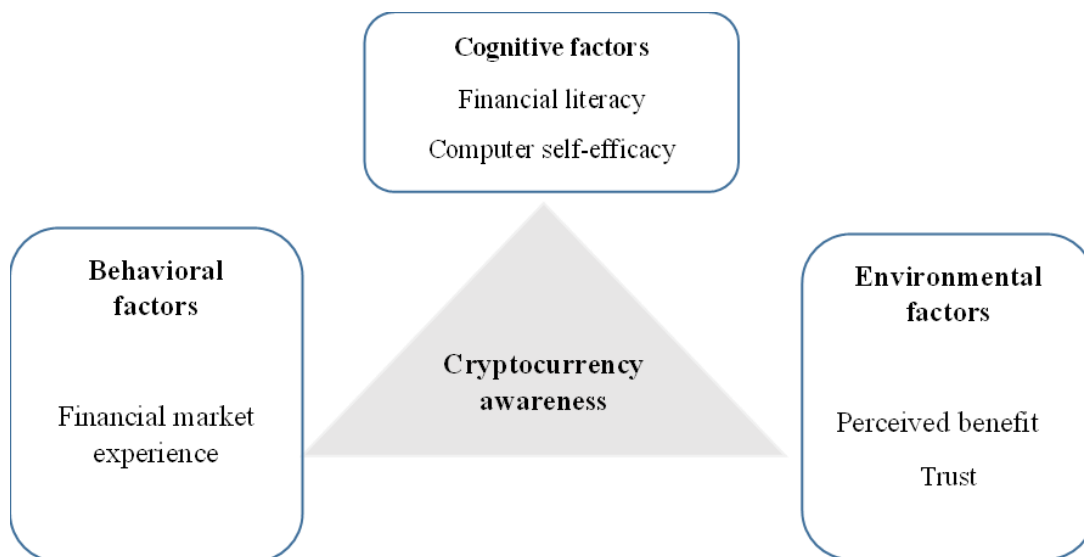 Cognitive factors
Financial literacy
Computer self-efficacy
Behavioral
factors
Financial market
experience
Cryptocurrency
awareness
Environmental
factors
Perceived benefit
Trust